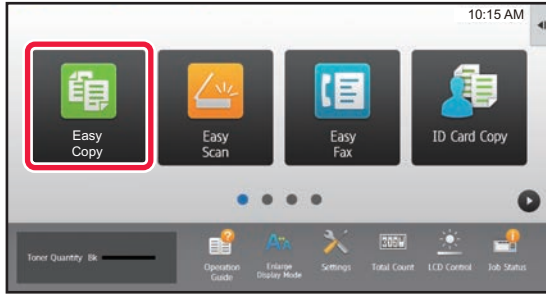 10:15 AM
Easy
Copy
Easy
Scan
Easy
Fax
ID Card Copy
Toner Quantity Bk
Operation
Guide
Enlarge
Display Mode
Settings
Total Count
LCD Control
Job Status